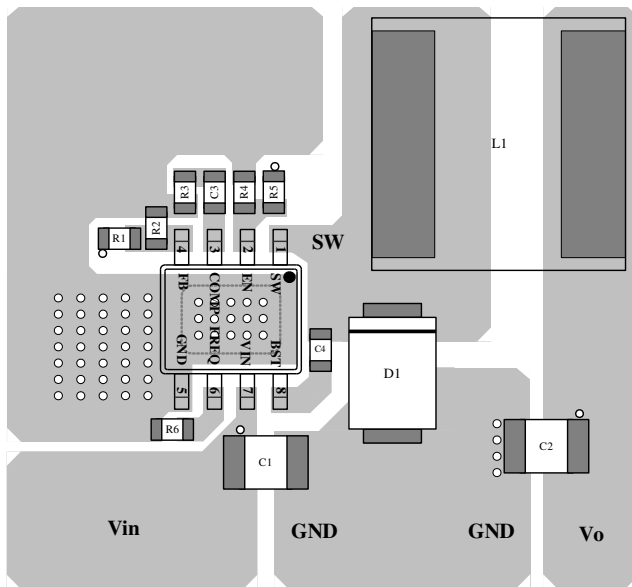 L1
R3 C3 R4 R5
R1 R2
SW
4 3 2 1
FB COMP EN SW
GND FREQ VIN BST
5 6 7 8
C4
D1
R6
C1
C2
Vin
GND
GND
Vo